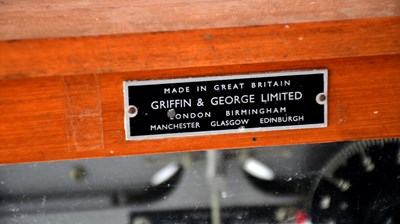 MADE IN GREAT BRITAIN
GRIFFIN & GEORGE LIMITED
LONDON BIRMINGHAM
MANCHESTER GLASGOW EDINBURGH